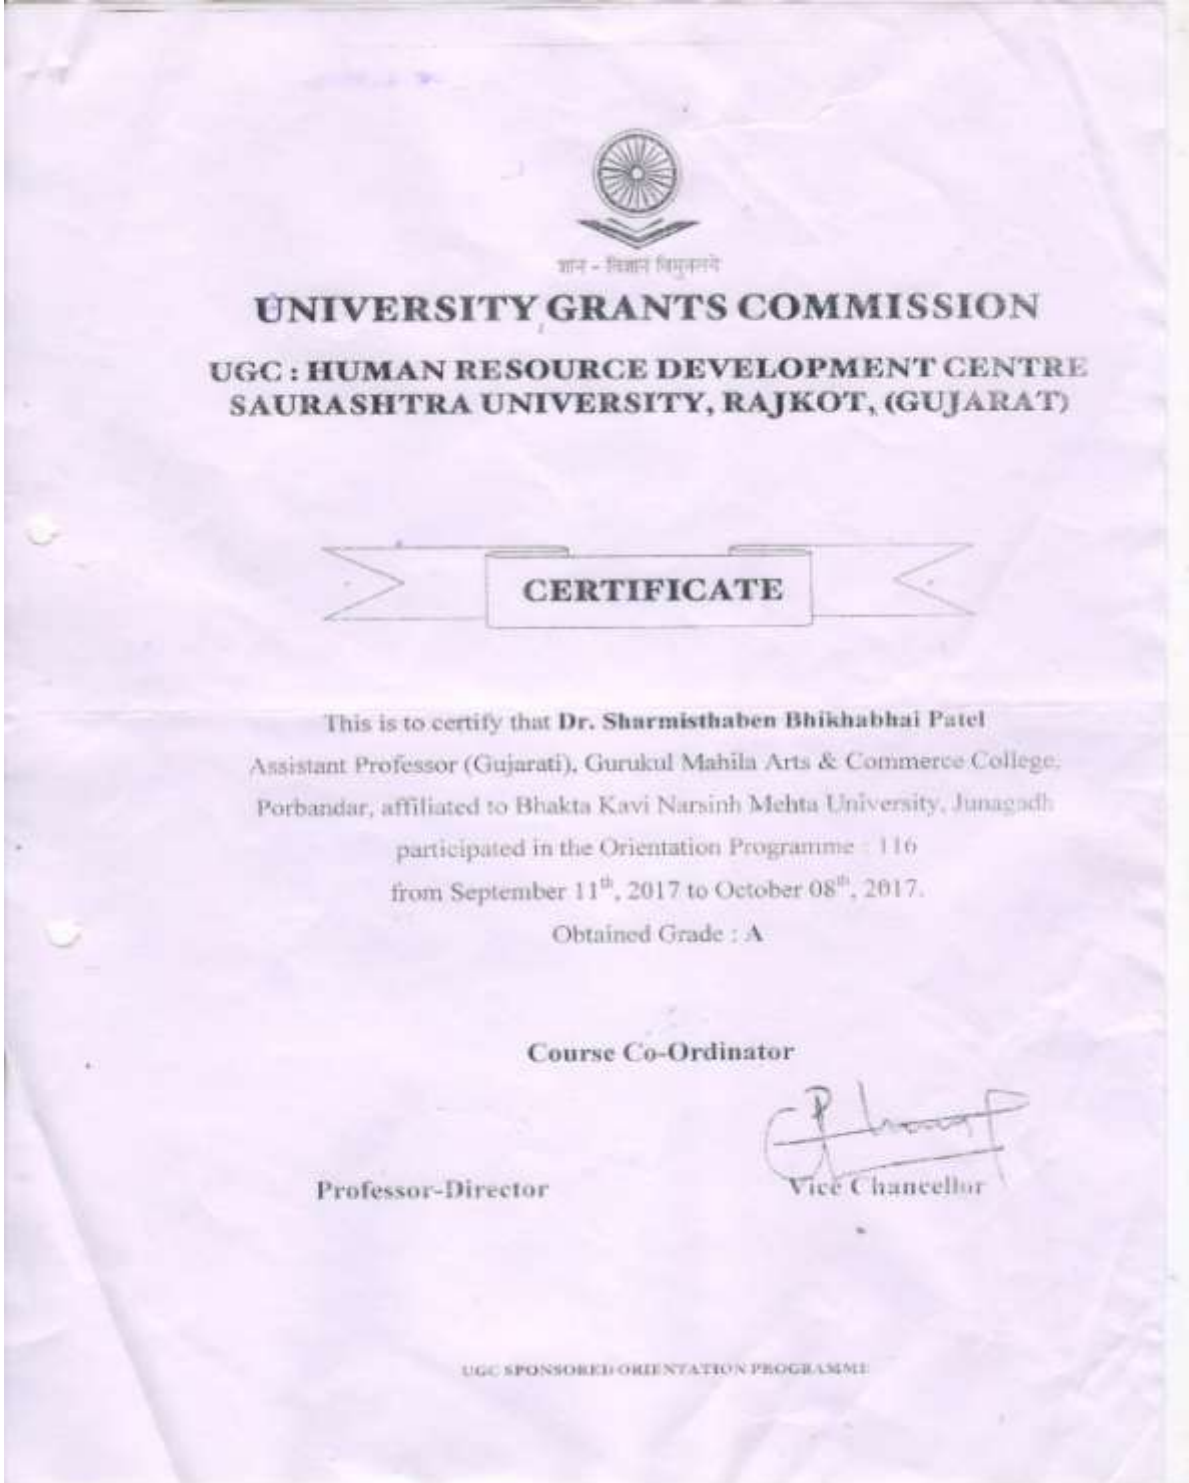 ज्ञान - विज्ञान विमुक्तये
UNIVERSITY GRANTS COMMISSION
UGC : HUMAN RESOURCE DEVELOPMENT CENTRE
SAURASHTRA UNIVERSITY, RAJKOT, (GUJARAT)
CERTIFICATE
This is to certify that Dr. Sharmisthaben Bhikhabhai Patel
Assistant Professor (Gujarati), Gurukul Mahila Arts & Commerce College,
Porbandar, affiliated to Bhakta Kavi Narsinh Mehta University, Junagadh
participated in the Orientation Programme : 116
from September 11th, 2017 to October 08th, 2017.
Obtained Grade : A
Course Co-Ordinator
Professor-Director
Vice Chancellor
UGC SPONSORED ORIENTATION PROGRAMME